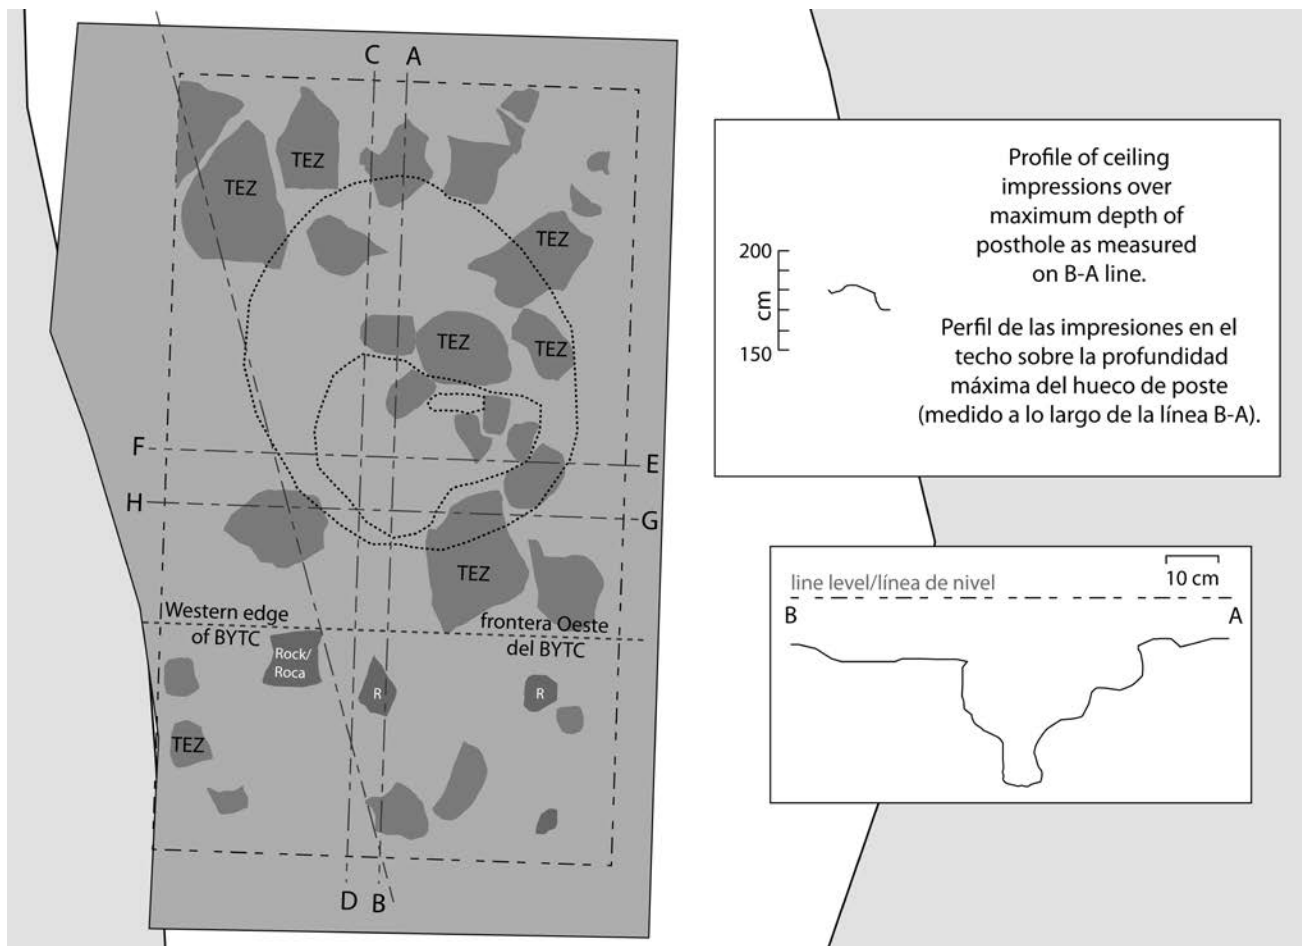 C A
TEZ
TEZ
TEZ
TEZ
TEZ
F
E
H
G
TEZ
Western edge
of BYTC
frontera Oeste
del BYTC
Rock/
Roca
R
R
TEZ
D B
Profile of ceiling
impressions over
maximum depth of
posthole as measured
on B-A line.
200
cm
150
Perfil de las impresiones en el
techo sobre la profundidad
máxima del hueco de poste
(medido a lo largo de la línea B-A).
line level/línea de nivel
10 cm
B
A